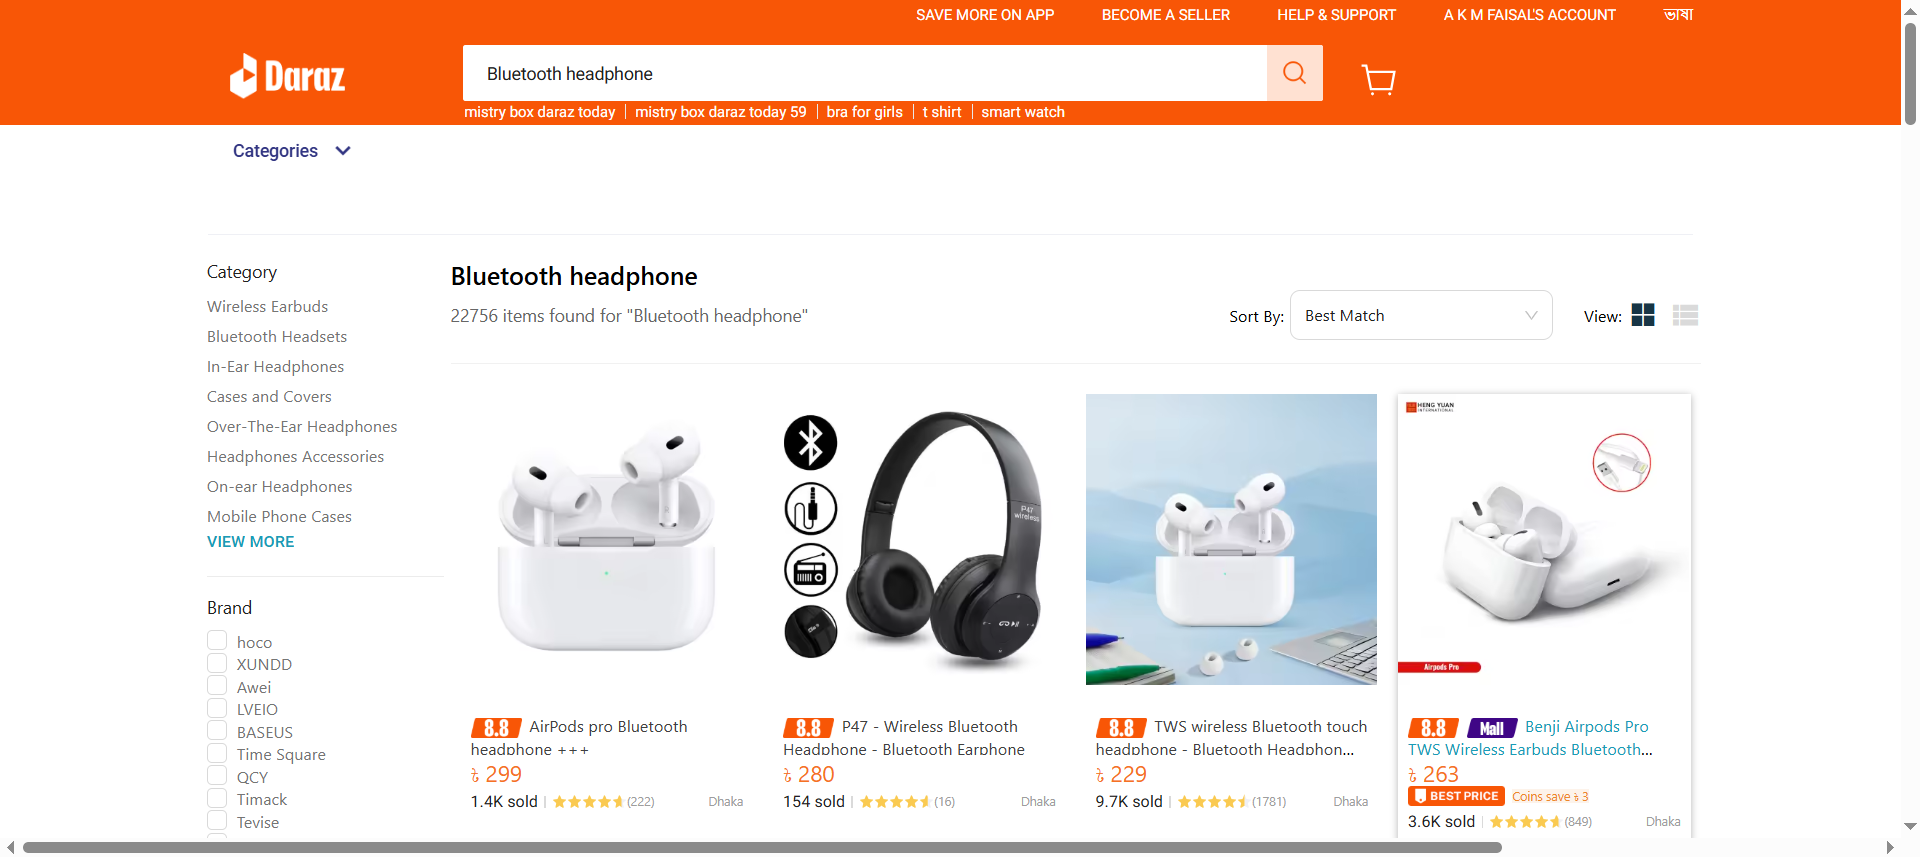 SAVE MORE ON APP BECOME A SELLER HELP & SUPPORT A K M FAISAL'S ACCOUNT ভাষা
Daraz
Bluetooth headphone
mistry box daraz today mistry box daraz today 59 bra for girls t shirt smart watch
Categories
Category
Wireless Earbuds
Bluetooth Headsets
In-Ear Headphones
Cases and Covers
Over-The-Ear Headphones
Headphones Accessories
On-ear Headphones
Mobile Phone Cases
VIEW MORE
Brand
hoco
XUNDD
Awei
LVEIO
BASEUS
Time Square
QCY
Timack
Tevise
Bluetooth headphone
22756 items found for "Bluetooth headphone"
Sort By: Best Match View:
8.8 AirPods pro Bluetooth
headphone +++
৳ 299
1.4K sold (222) Dhaka
P47
wireless
8.8 P47 - Wireless Bluetooth
Headphone - Bluetooth Earphone
৳ 280
154 sold (16) Dhaka
8.8 TWS wireless Bluetooth touch
headphone - Bluetooth Headphon...
৳ 229
9.7K sold (1781) Dhaka
HENG YUAN
INTERNATIONAL
Airpods Pro
8.8 Mall Benji Airpods Pro
TWS Wireless Earbuds Bluetooth...
৳ 263
BEST PRICE Coins save ৳ 3
3.6K sold (849) Dhaka